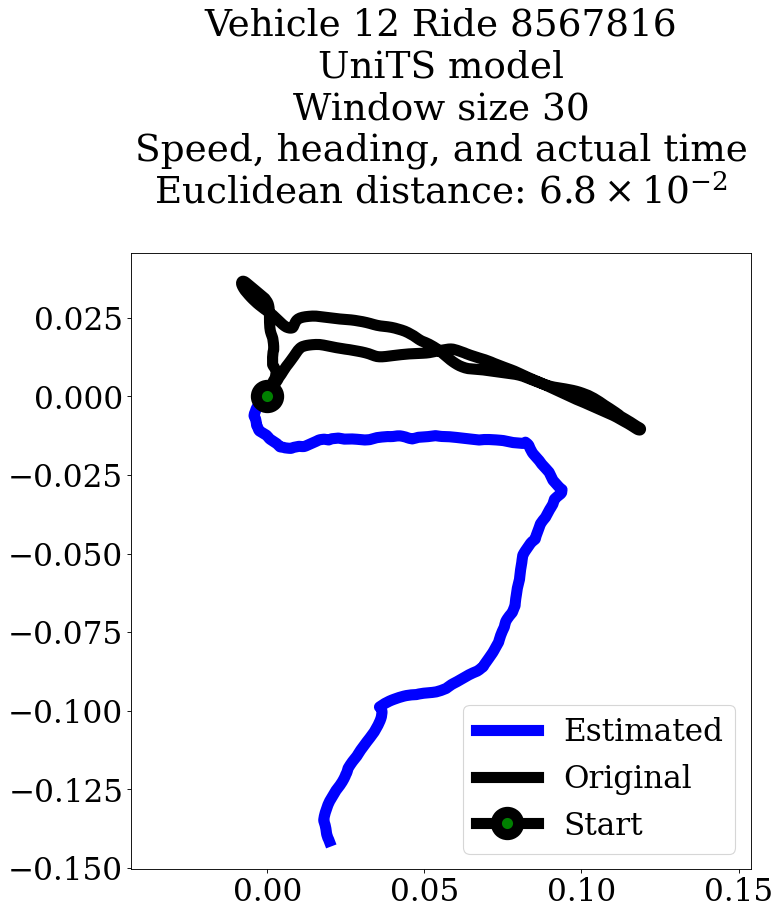 Vehicle 12 Ride 8567816
UniTS model
Window size 30
Speed, heading, and actual time
Euclidean distance: 6.8 × 10⁻²
0.025
0.000
−0.025
−0.050
−0.075
−0.100
−0.125
−0.150
Estimated
Original
Start
0.00 0.05 0.10 0.15